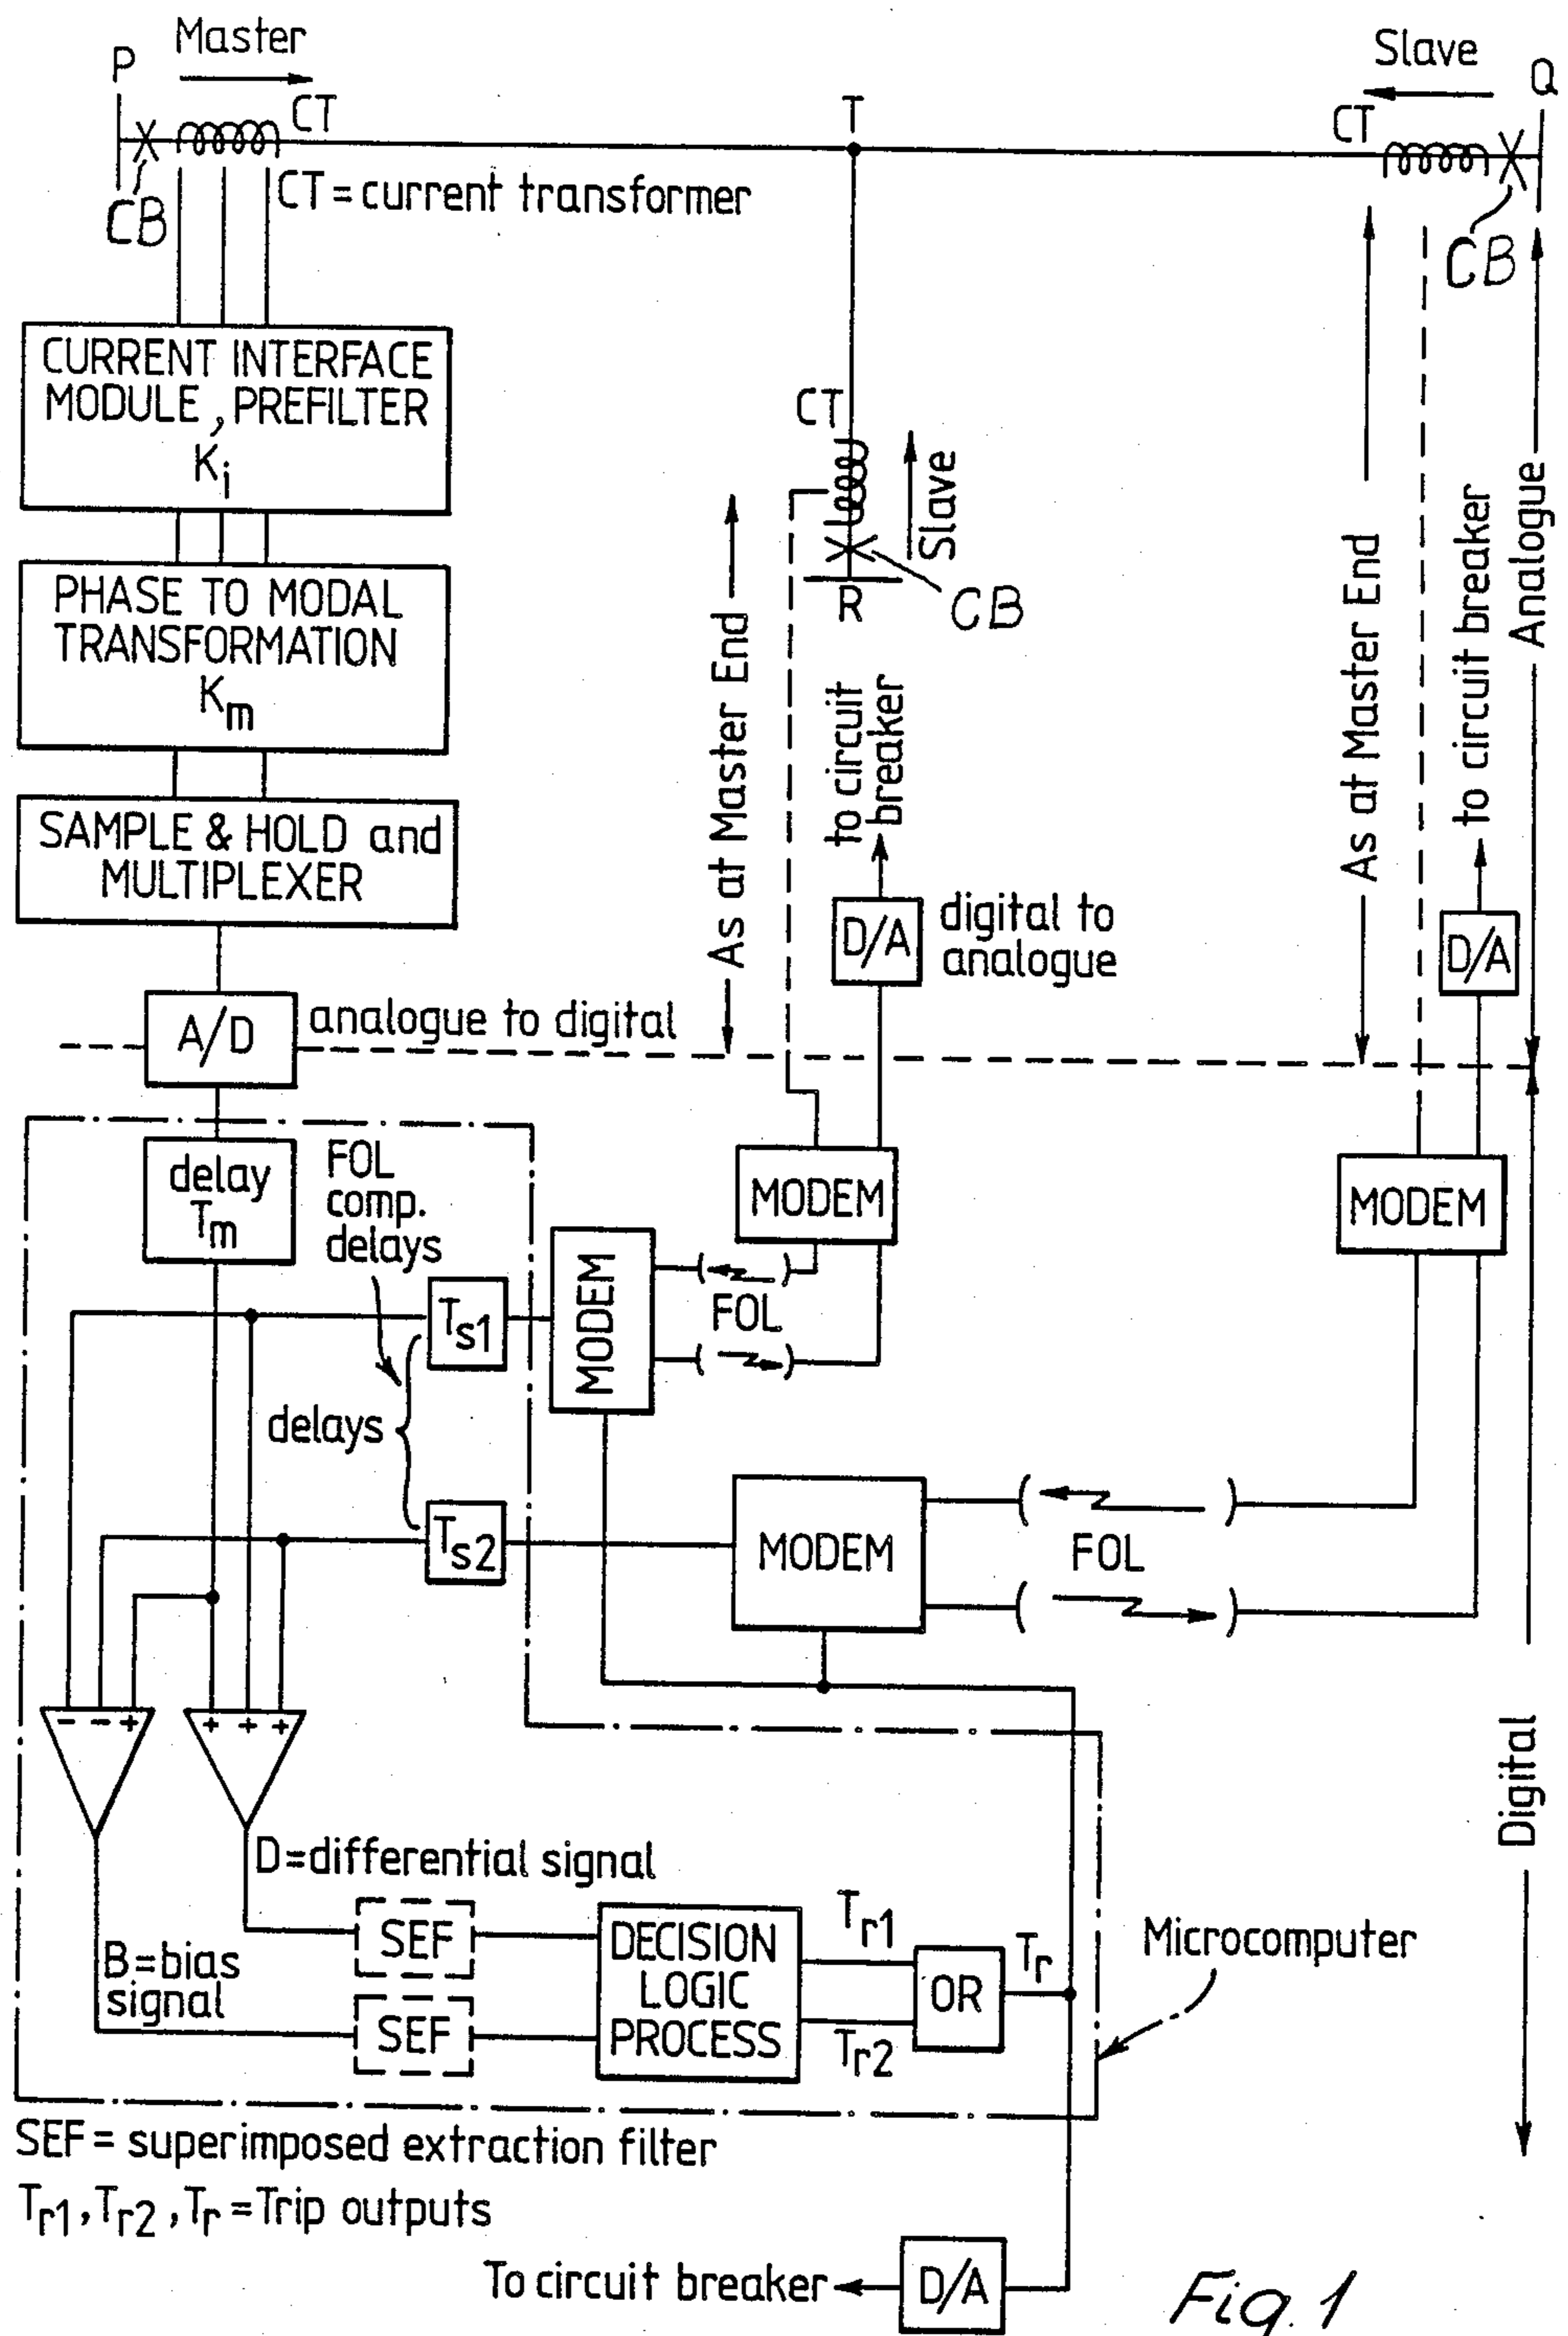 Master
P
CT
CB
CT = current transformer
T
Slave
Q
CT
CB
CURRENT INTERFACE
MODULE, PREFILTER
Ki
PHASE TO MODAL
TRANSFORMATION
Km
SAMPLE & HOLD and
MULTIPLEXER
A/D
analogue to digital
CT
Slave
R
CB
As at Master End
to circuit
breaker
D/A
digital to
analogue
As at Master End
to circuit breaker
Analogue
D/A
delay
Tm
FOL
comp.
delays
Ts1
MODEM
MODEM
FOL
MODEM
delays
Ts2
MODEM
FOL
- - +
+ + +
D=differential signal
B=bias
signal
SEF
SEF
DECISION
LOGIC
PROCESS
Tr1
Tr2
OR
Tr
Microcomputer
Digital
SEF= superimposed extraction filter
Tr1, Tr2, Tr = Trip outputs
To circuit breaker
D/A
Fig. 1